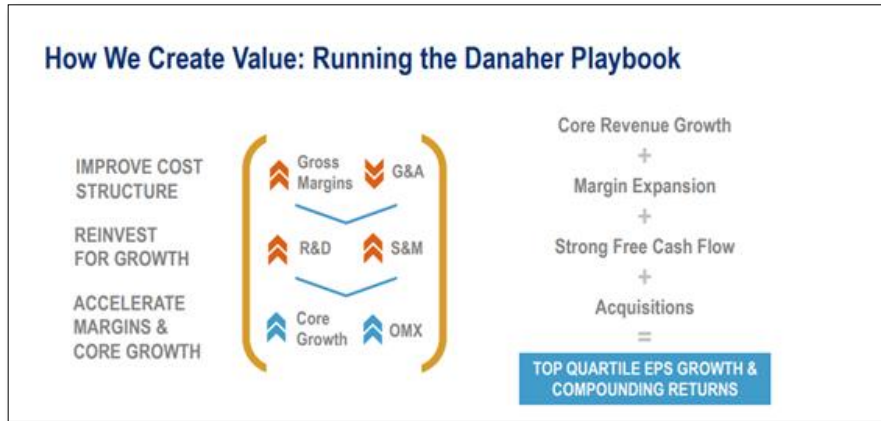 How We Create Value: Running the Danaher Playbook
IMPROVE COST
STRUCTURE
Gross
Margins
G&A
REINVEST
FOR GROWTH
R&D
S&M
ACCELERATE
MARGINS &
CORE GROWTH
Core
Growth
OMX
Core Revenue Growth
+
Margin Expansion
+
Strong Free Cash Flow
+
Acquisitions
=
TOP QUARTILE EPS GROWTH &
COMPOUNDING RETURNS